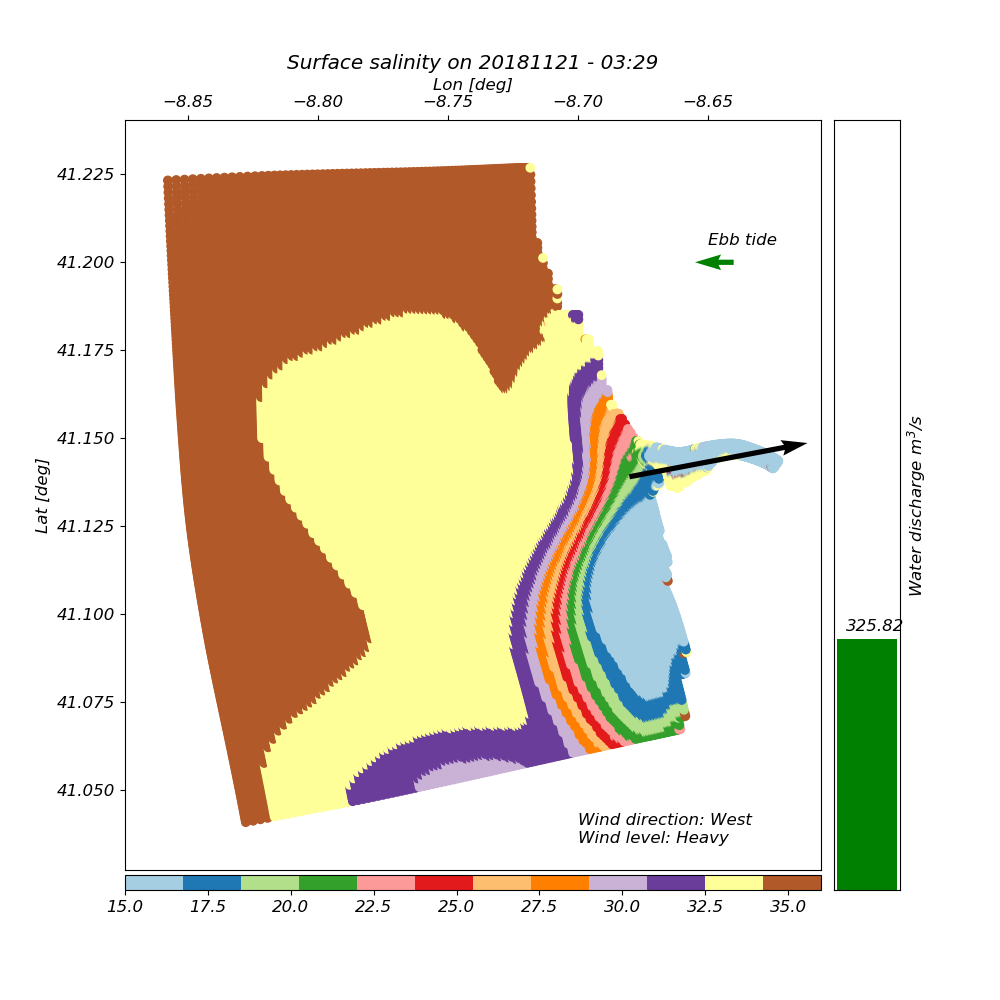 Surface salinity on 20181121 - 03:29
Lon [deg]
−8.85 −8.80 −8.75 −8.70 −8.65
41.225
41.200
41.175
41.150
41.125
41.100
41.075
41.050
Lat [deg]
Ebb tide
Water discharge m³/s
325.82
Wind direction: West
Wind level: Heavy
15.0 17.5 20.0 22.5 25.0 27.5 30.0 32.5 35.0